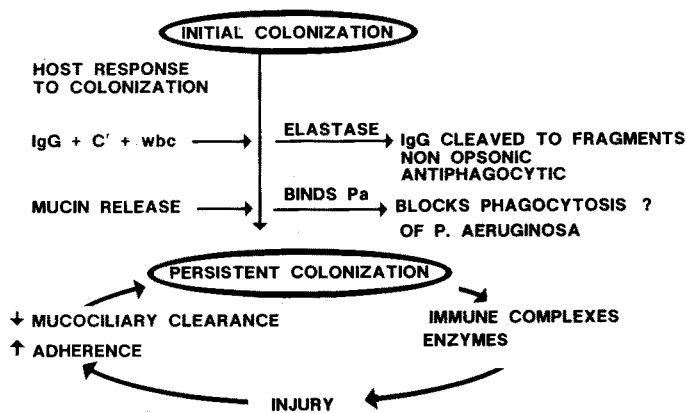 INITIAL COLONIZATION
HOST RESPONSE
TO COLONIZATION
IgG + C' + wbc
ELASTASE
IgG CLEAVED TO FRAGMENTS
NON OPSONIC
ANTIPHAGOCYTIC
MUCIN RELEASE
BINDS Pa
BLOCKS PHAGOCYTOSIS ?
OF P. AERUGINOSA
PERSISTENT COLONIZATION
↓ MUCOCILIARY CLEARANCE
↑ ADHERENCE
IMMUNE COMPLEXES
ENZYMES
INJURY